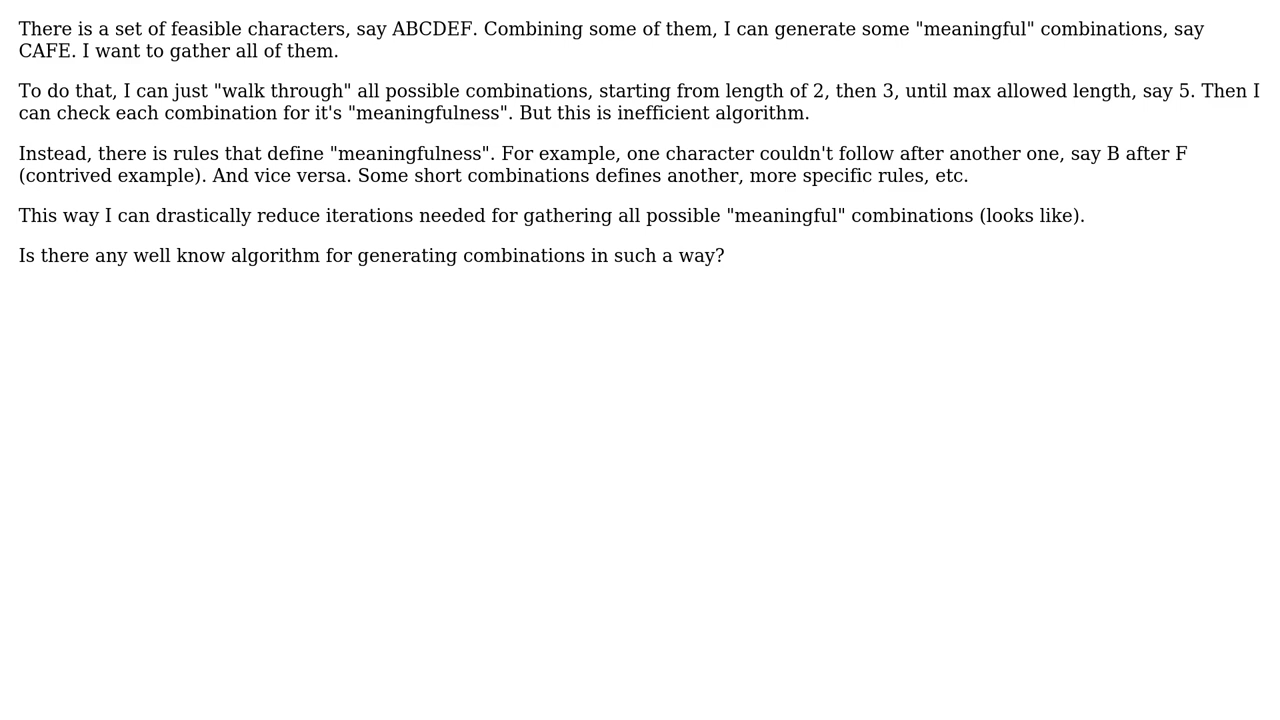 There is a set of feasible characters, say ABCDEF. Combining some of them, I can generate some "meaningful" combinations, say
CAFE. I want to gather all of them.
To do that, I can just "walk through" all possible combinations, starting from length of 2, then 3, until max allowed length, say 5. Then I
can check each combination for it's "meaningfulness". But this is inefficient algorithm.
Instead, there is rules that define "meaningfulness". For example, one character couldn't follow after another one, say B after F
(contrived example). And vice versa. Some short combinations defines another, more specific rules, etc.
This way I can drastically reduce iterations needed for gathering all possible "meaningful" combinations (looks like).
Is there any well know algorithm for generating combinations in such a way?